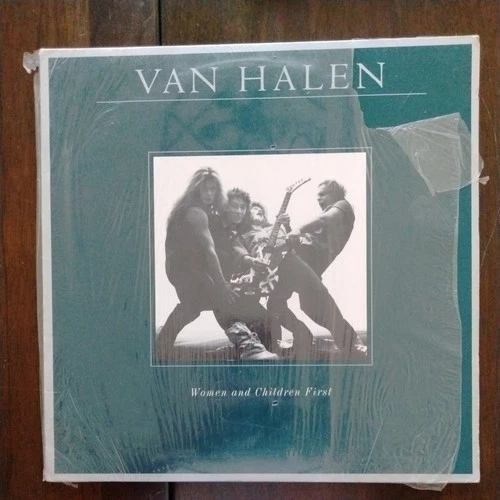 VAN HALEN
Women and Children First